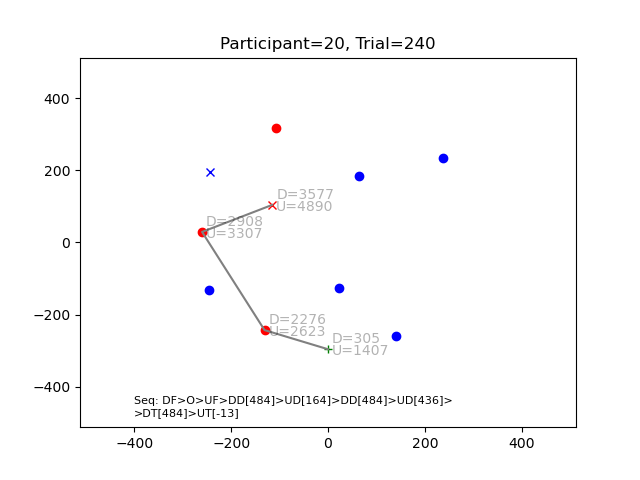 Participant=20, Trial=240
400
200
0
−200
−400
D=3577
U=4890
D=2908
U=3307
D=2276
U=2623
D=305
U=1407
Seq: DF>O>UF>DD[484]>UD[164]>DD[484]>UD[436]>
>DT[484]>UT[-13]
−400
−200
0
200
400